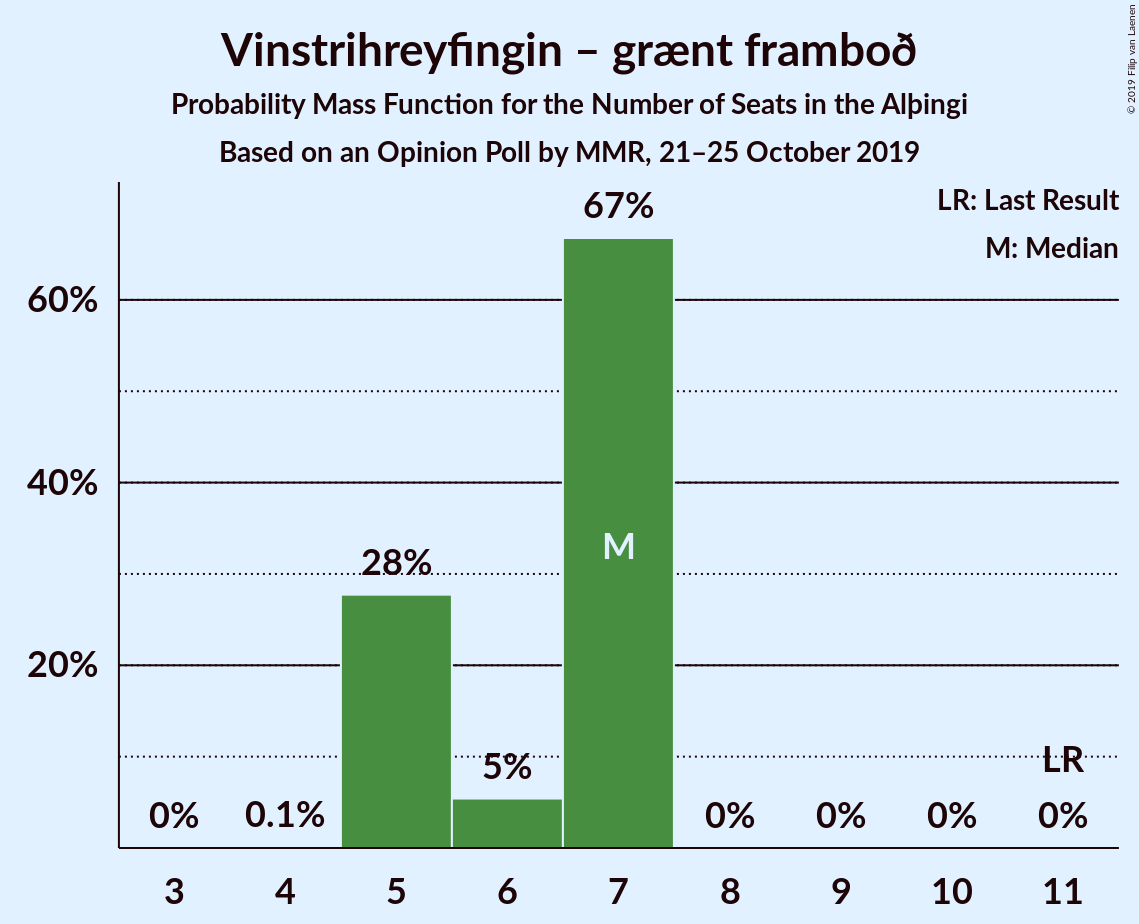 Vinstrihreyfingin – grænt framboð
Probability Mass Function for the Number of Seats in the Alþingi
Based on an Opinion Poll by MMR, 21–25 October 2019
© 2019 Filip van Laenen
LR: Last Result
M: Median
67%
60%
40%
20%
28%
5%
M
LR
0%
0.1%
0%
0%
0%
0%
3
4
5
6
7
8
9
10
11